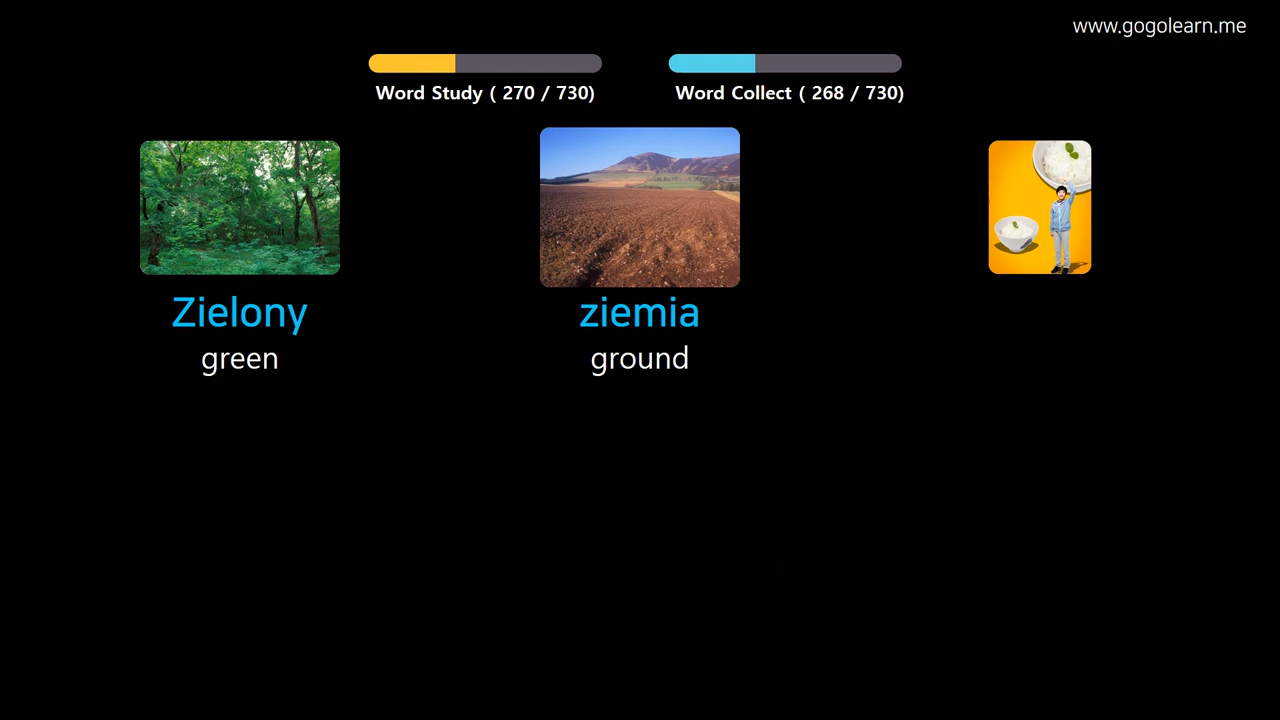 www.gogolearn.me
Word Study ( 270 / 730)
Word Collect ( 268 / 730)
Zielony
ziemia
green
ground